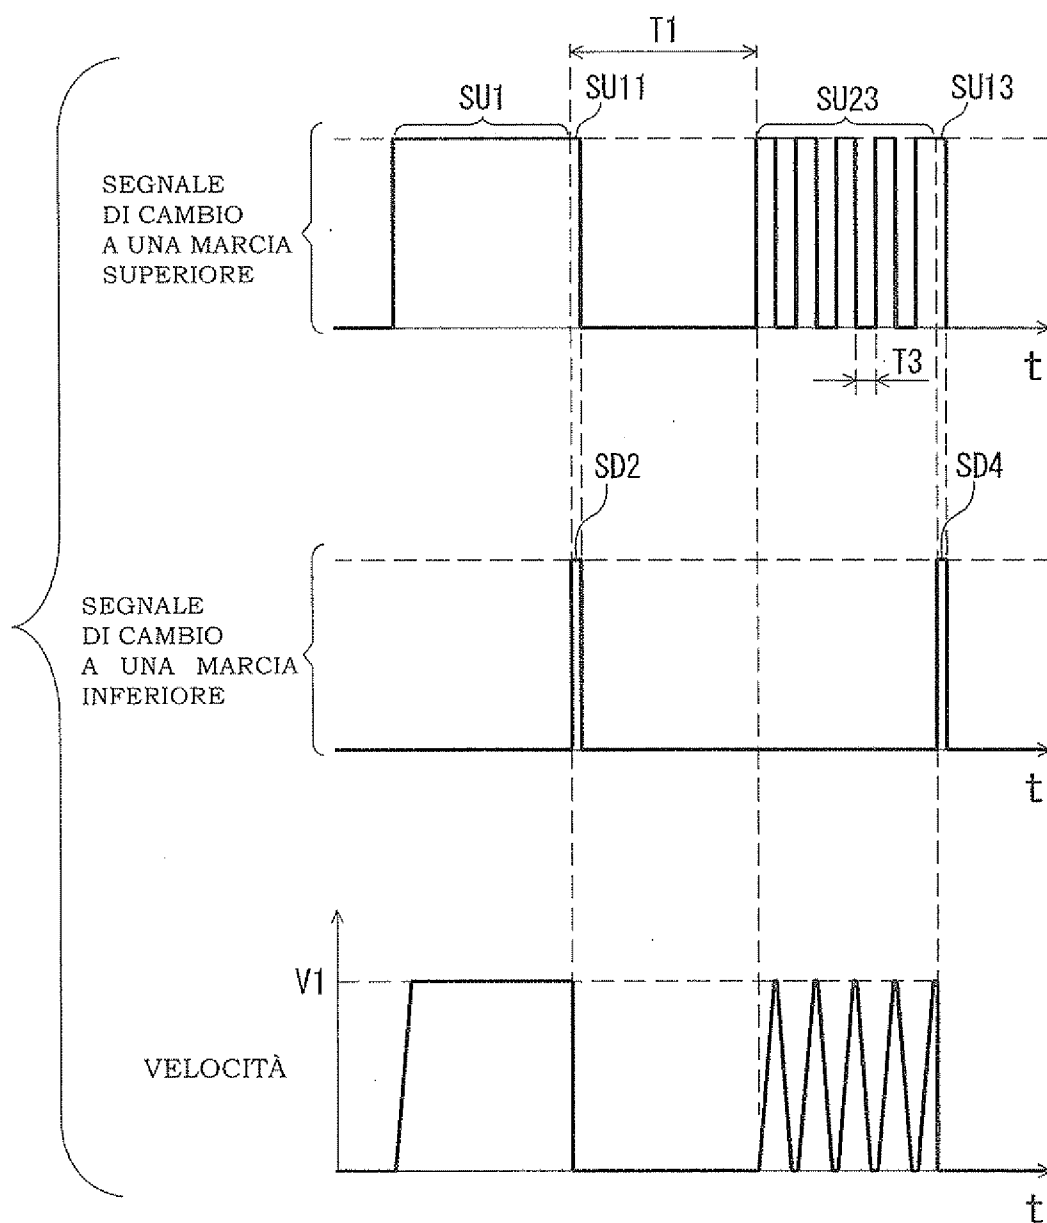 T1
SU1
SU11
SU23
SU13
SEGNALE
DI CAMBIO
A UNA MARCIA
SUPERIORE
t
T3
SD2
SD4
SEGNALE
DI CAMBIO
A UNA MARCIA
INFERIORE
t
V1
VELOCITÀ
t